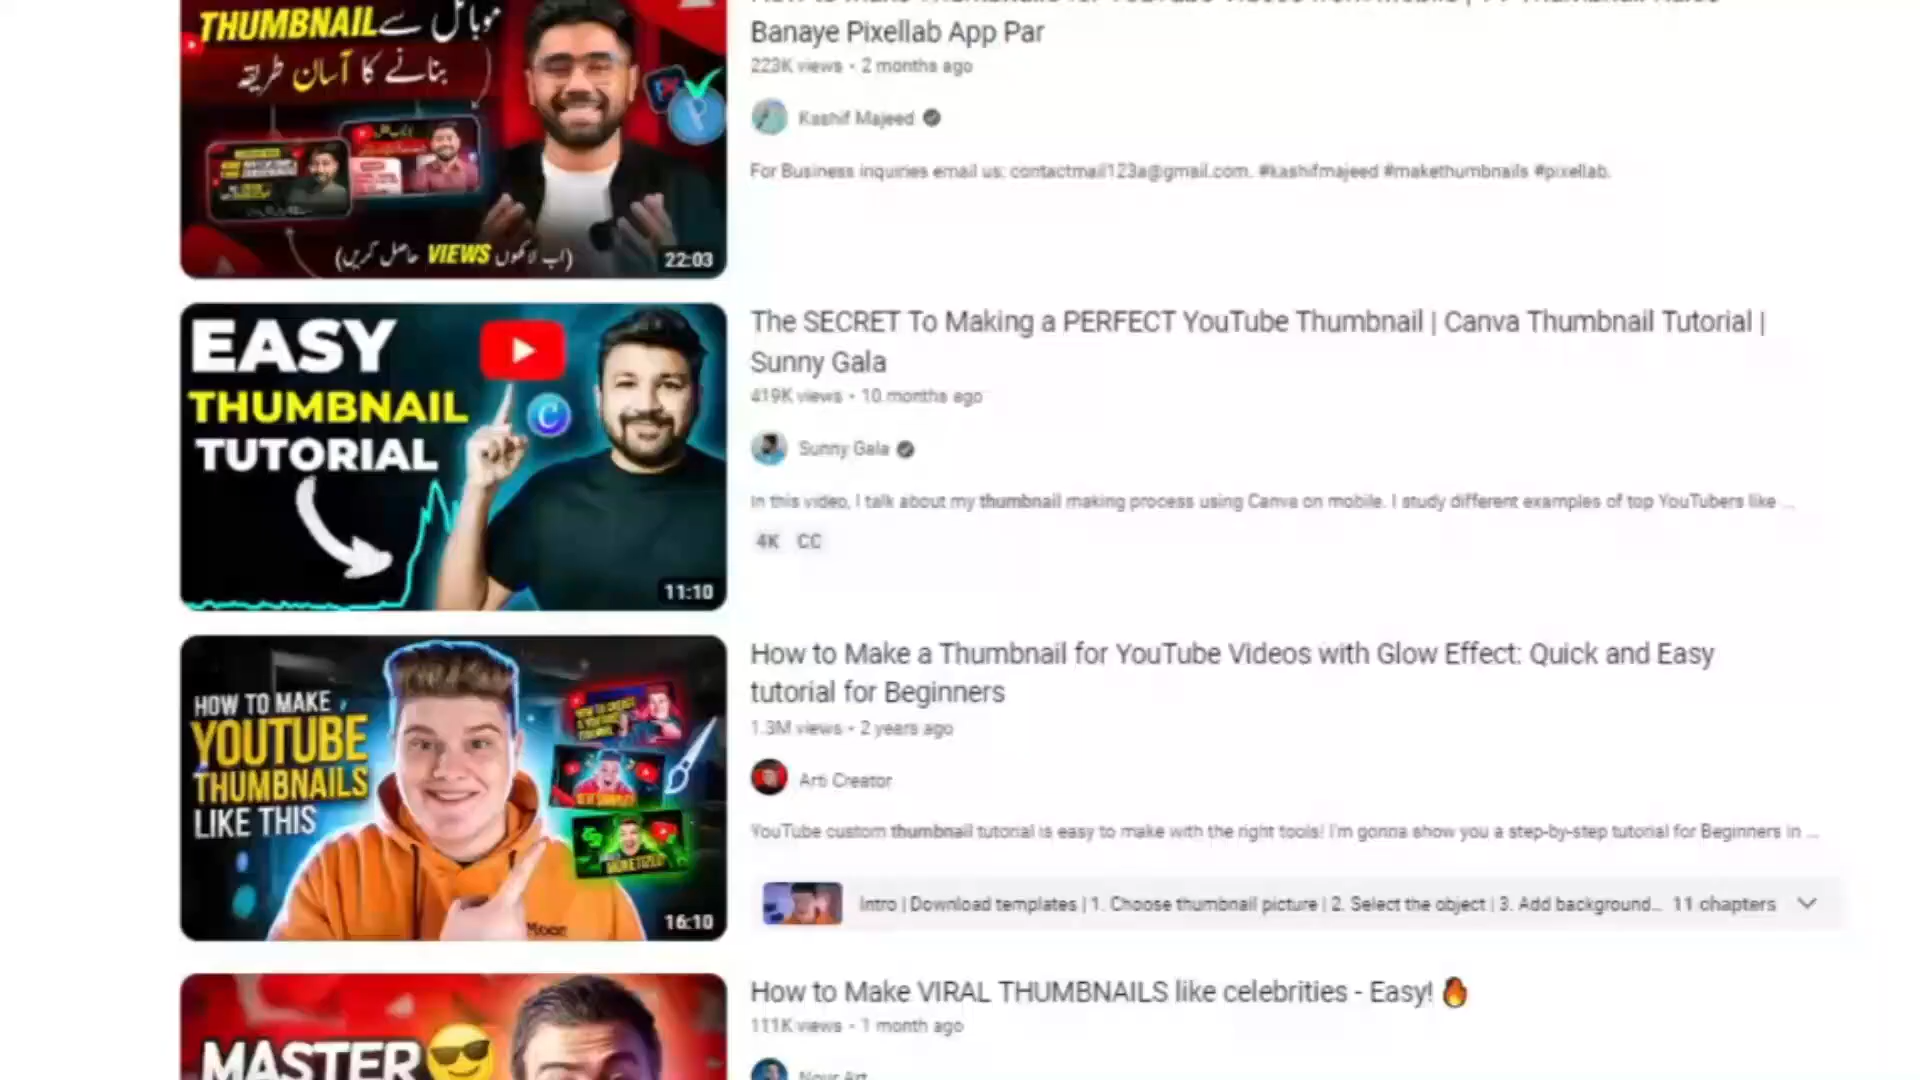 THUMBNAIL موبائل سے
بنانے کا آسان طریقہ
(اب لاکھوں VIEWS حاصل کریں)
22:03
Banaye Pixellab App Par
223K views • 2 months ago
Kashif Majeed
For Business inquiries email us: contactmail123a@gmail.com. #kashifmajeed #makethumbnails #pixellab.
EASY
THUMBNAIL
TUTORIAL
11:10
The SECRET To Making a PERFECT YouTube Thumbnail | Canva Thumbnail Tutorial |
Sunny Gala
419K views • 10 months ago
Sunny Gala
In this video, I talk about my thumbnail making process using Canva on mobile. I study different examples of top YouTubers like ...
4K CC
HOW TO MAKE
YOUTUBE
THUMBNAILS
LIKE THIS
MONETIZED
16:10
How to Make a Thumbnail for YouTube Videos with Glow Effect: Quick and Easy
tutorial for Beginners
1.3M views • 2 years ago
Arti Creator
YouTube custom thumbnail tutorial is easy to make with the right tools! I'm gonna show you a step-by-step tutorial for Beginners in ...
Intro | Download templates | 1. Choose thumbnail picture | 2. Select the object | 3. Add background... 11 chapters
MASTER
How to Make VIRAL THUMBNAILS like celebrities - Easy! 🔥
111K views • 1 month ago
Nour Art